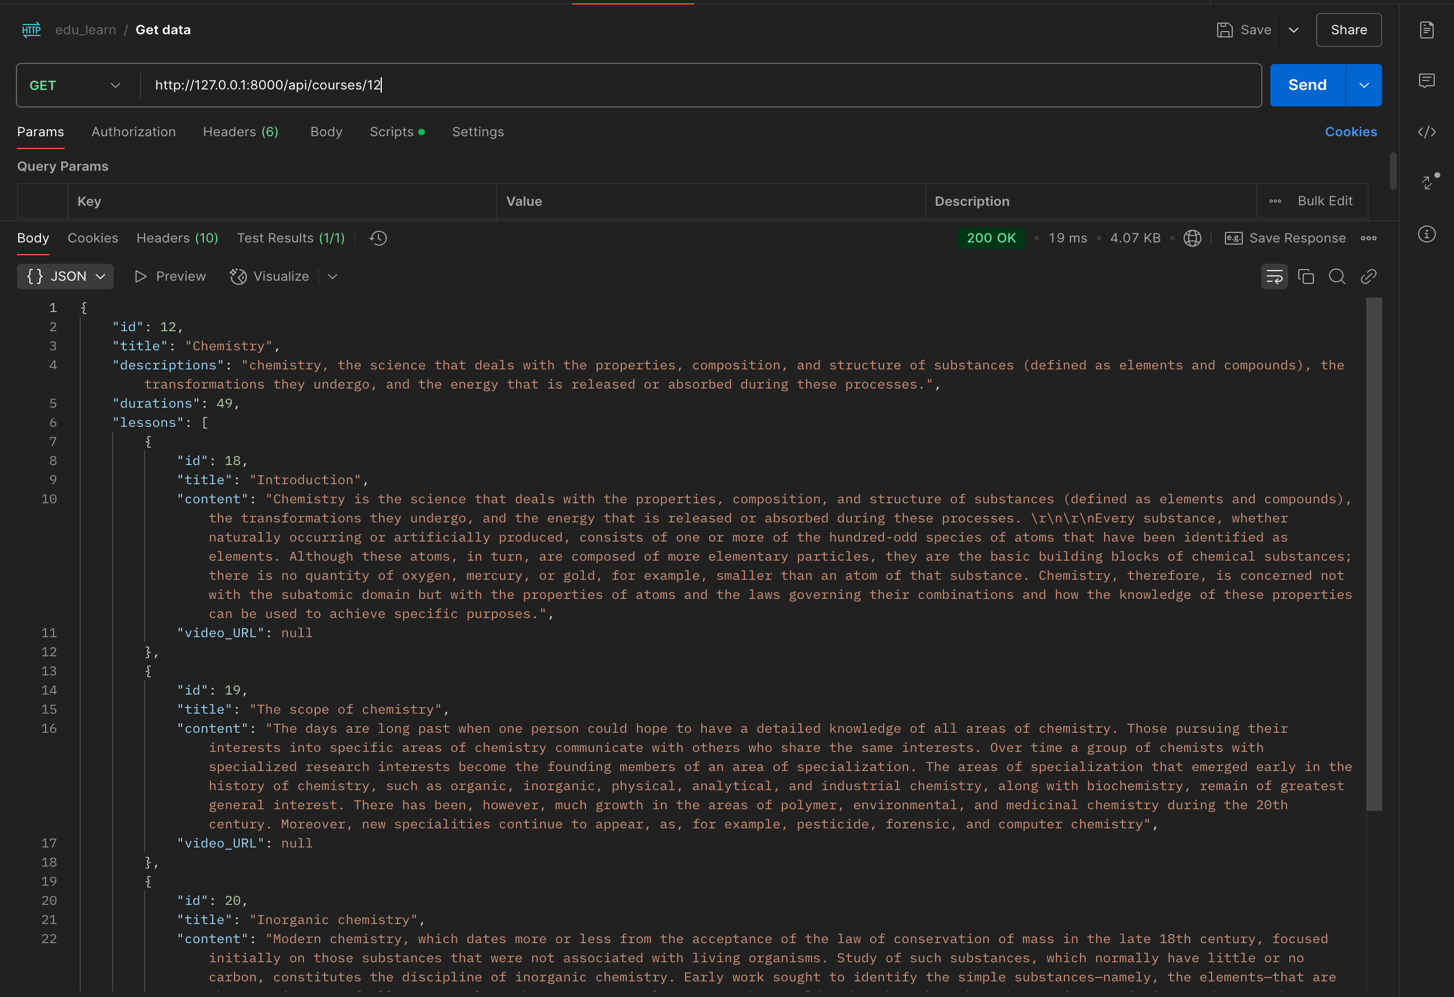 HTTP edu_learn / Get data Save Share
GET http://127.0.0.1:8000/api/courses/12 Send
Params Authorization Headers (6) Body Scripts Settings Cookies
Query Params
Key Value Description Bulk Edit
Body Cookies Headers (10) Test Results (1/1) 200 OK 19 ms 4.07 KB e.g. Save Response
{} JSON Preview Visualize
1 {
2 "id": 12,
3 "title": "Chemistry",
4 "descriptions": "chemistry, the science that deals with the properties, composition, and structure of substances (defined as elements and compounds), the
transformations they undergo, and the energy that is released or absorbed during these processes.",
5 "durations": 49,
6 "lessons": [
7 {
8 "id": 18,
9 "title": "Introduction",
10 "content": "Chemistry is the science that deals with the properties, composition, and structure of substances (defined as elements and compounds),
the transformations they undergo, and the energy that is released or absorbed during these processes. \r\n\r\nEvery substance, whether
naturally occurring or artificially produced, consists of one or more of the hundred-odd species of atoms that have been identified as
elements. Although these atoms, in turn, are composed of more elementary particles, they are the basic building blocks of chemical substances;
there is no quantity of oxygen, mercury, or gold, for example, smaller than an atom of that substance. Chemistry, therefore, is concerned not
with the subatomic domain but with the properties of atoms and the laws governing their combinations and how the knowledge of these properties
can be used to achieve specific purposes.",
11 "video_URL": null
12 },
13 {
14 "id": 19,
15 "title": "The scope of chemistry",
16 "content": "The days are long past when one person could hope to have a detailed knowledge of all areas of chemistry. Those pursuing their
interests into specific areas of chemistry communicate with others who share the same interests. Over time a group of chemists with
specialized research interests become the founding members of an area of specialization. The areas of specialization that emerged early in the
history of chemistry, such as organic, inorganic, physical, analytical, and industrial chemistry, along with biochemistry, remain of greatest
general interest. There has been, however, much growth in the areas of polymer, environmental, and medicinal chemistry during the 20th
century. Moreover, new specialities continue to appear, as, for example, pesticide, forensic, and computer chemistry",
17 "video_URL": null
18 },
19 {
20 "id": 20,
21 "title": "Inorganic chemistry",
22 "content": "Modern chemistry, which dates more or less from the acceptance of the law of conservation of mass in the late 18th century, focused
initially on those substances that were not associated with living organisms. Study of such substances, which normally have little or no
carbon, constitutes the discipline of inorganic chemistry. Early work sought to identify the simple substances—namely, the elements—that are